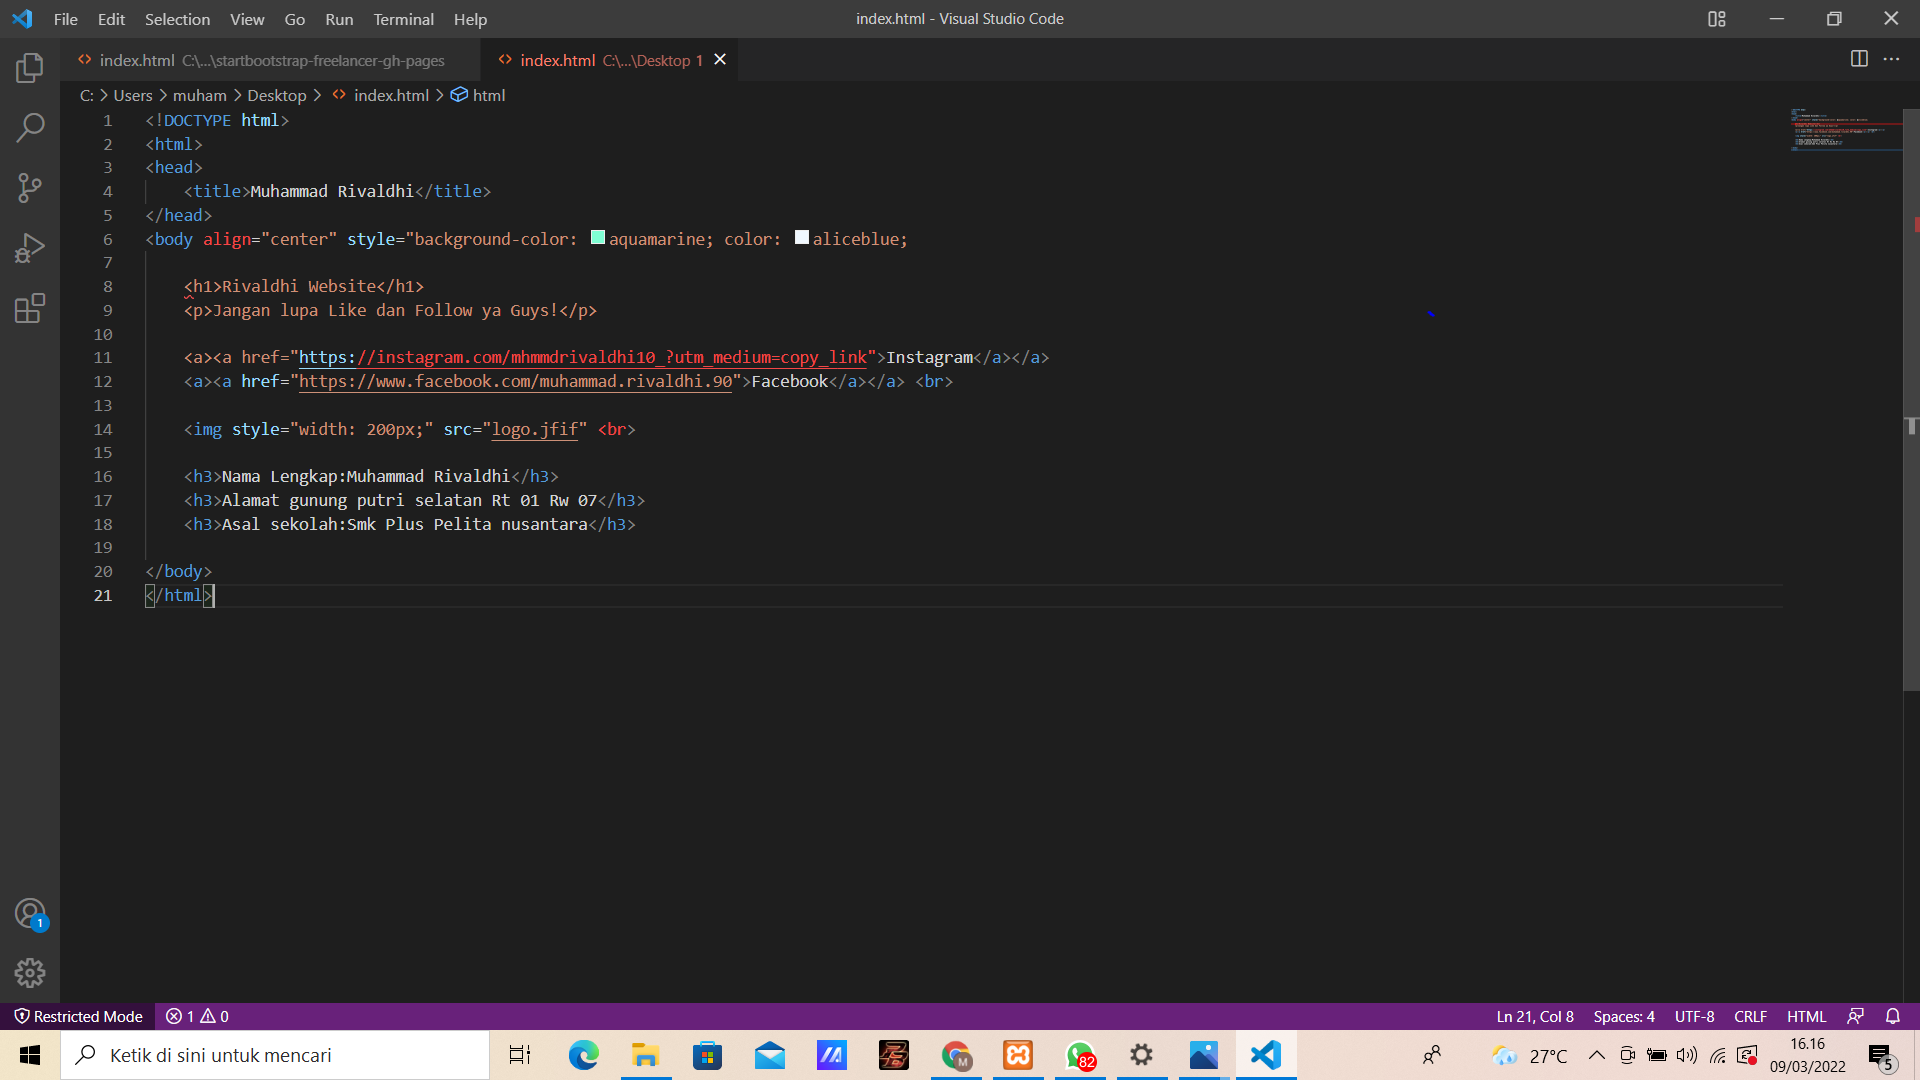 File Edit Selection View Go Run Terminal Help
index.html - Visual Studio Code
index.html C:\...\startbootstrap-freelancer-gh-pages
index.html C:\...\Desktop 1
C: > Users > muham > Desktop > index.html > html
1 <!DOCTYPE html>
2 <html>
3 <head>
4 <title>Muhammad Rivaldhi</title>
5 </head>
6 <body align="center" style="background-color: aquamarine; color: aliceblue;
7
8 <h1>Rivaldhi Website</h1>
9 <p>Jangan lupa Like dan Follow ya Guys!</p>
10
11 <a><a href="https://instagram.com/mhmmdrivaldhi10_?utm_medium=copy_link">Instagram</a></a>
12 <a><a href="https://www.facebook.com/muhammad.rivaldhi.90">Facebook</a></a> <br>
13
14 <img style="width: 200px;" src="logo.jfif" <br>
15
16 <h3>Nama Lengkap:Muhammad Rivaldhi</h3>
17 <h3>Alamat gunung putri selatan Rt 01 Rw 07</h3>
18 <h3>Asal sekolah:Smk Plus Pelita nusantara</h3>
19
20 </body>
21 </html>
1
Restricted Mode 1 0
Ln 21, Col 8 Spaces: 4 UTF-8 CRLF HTML
Ketik di sini untuk mencari
M
82
27°C
16.16
09/03/2022
5